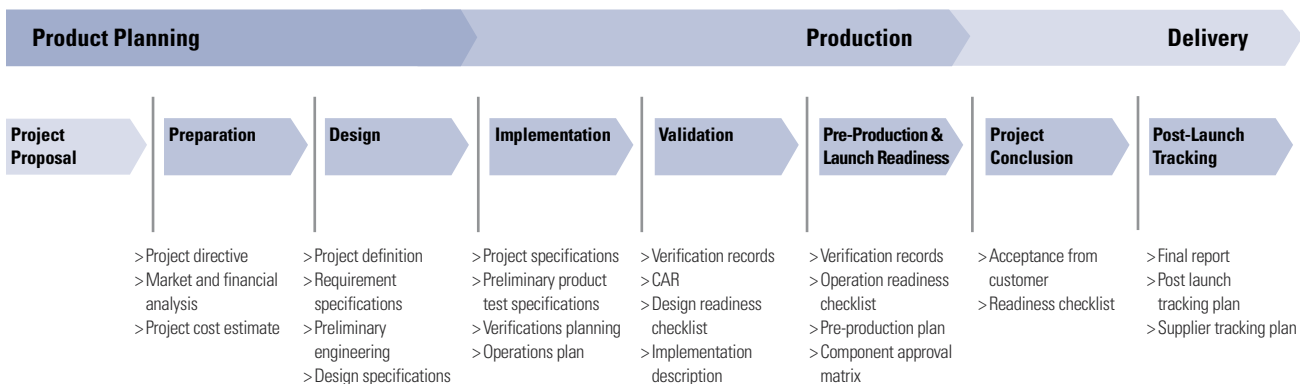 Product Planning
Production
Delivery
Project
Proposal
Preparation
Design
Implementation
Validation
Pre-Production &
Launch Readiness
Project
Conclusion
Post-Launch
Tracking
> Project directive
> Market and financial
analysis
> Project cost estimate
> Project definition
> Requirement
specifications
> Preliminary
engineering
> Design specifications
> Project specifications
> Preliminary product
test specifications
> Verifications planning
> Operations plan
> Verification records
> CAR
> Design readiness
checklist
> Implementation
description
> Verification records
> Operation readiness
checklist
> Pre-production plan
> Component approval
matrix
> Acceptance from
customer
> Readiness checklist
> Final report
> Post launch
tracking plan
> Supplier tracking plan